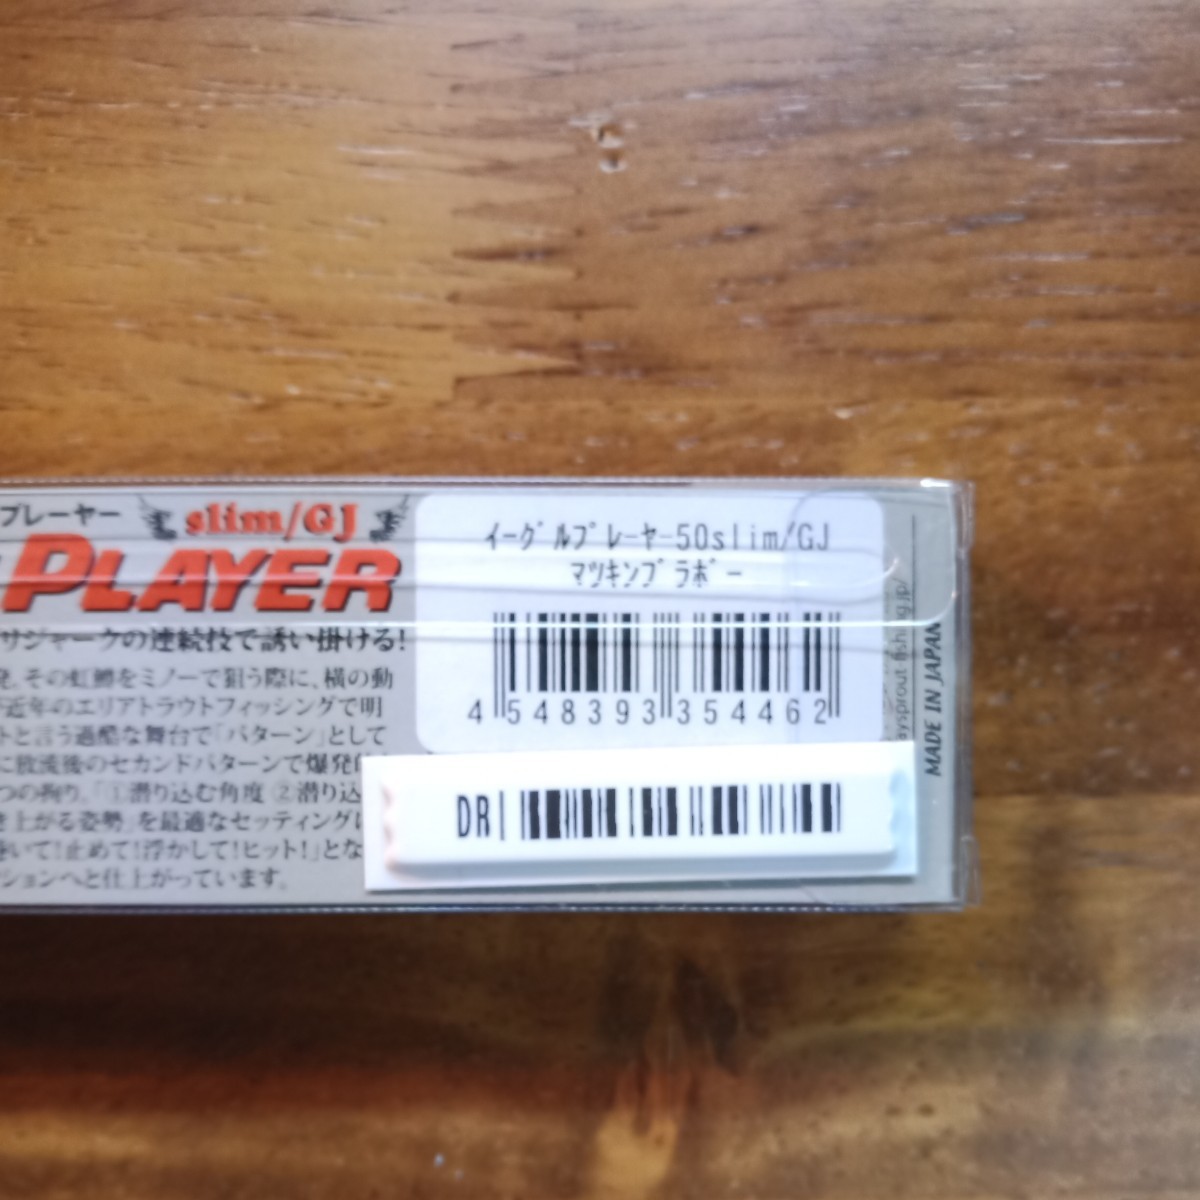 プレーヤー
slim/GJ
PLAYER
サジャークの連続技で誘い掛ける!
発。その虹鱒をミノーで狙う際に、横の動
近年のエリアトラウトフィッシングで明
トと言う過酷な舞台で「パターン」として
に放流後のセカンドパターンで爆発
つの拘り、「①潜り込む角度 ②潜り込
き上がる姿勢」を最適なセッティングに
巻いて!止めて!浮かして!ヒット!」とな
ションへと仕上がっています。
イーグルプレーヤー50slim/GJ
マツキンブラボー
4 548393 354462
aysprout-fishing.jp/
MADE IN JAPAN
DR